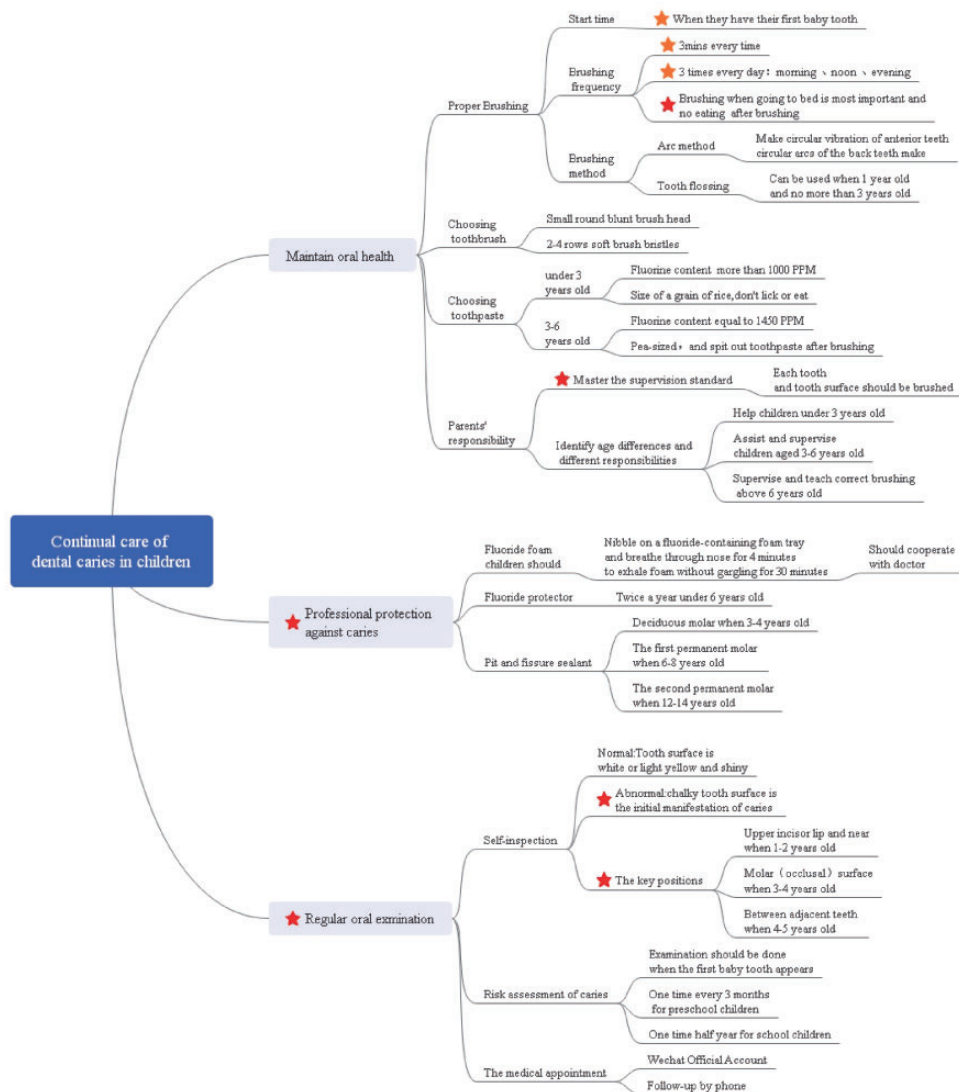 Continual care of
dental caries in children
Maintain oral health
Proper Brushing
Start time
When they have their first baby tooth
Brushing
frequency
3mins every time
3 times every day: morning、noon、evening
Brushing when going to bed is most important and
no eating after brushing
Brushing
method
Arc method
Make circular vibration of anterior teeth
circular arcs of the back teeth make
Tooth flossing
Can be used when 1 year old
and no more than 3 years old
Choosing
toothbrush
Small round blunt brush head
2-4 rows soft brush bristles
Choosing
toothpaste
under 3
years old
Fluorine content more than 1000 PPM
Size of a grain of rice,don't lick or eat
3-6
years old
Fluorine content equal to 1450 PPM
Pea-sized, and spit out toothpaste after brushing
Parents'
responsibility
Master the supervision standard
Each tooth
and tooth surface should be brushed
Identify age differences and
different responsibilities
Help children under 3 years old
Assist and supervise
children aged 3-6 years old
Supervise and teach correct brushing
above 6 years old
Professional protection
against caries
Fluoride foam
children should
Nibble on a fluoride-containing foam tray
and breathe through nose for 4 minutes
to exhale foam without gargling for 30 minutes
Should cooperate
with doctor
Fluoride protector
Twice a year under 6 years old
Pit and fissure sealant
Deciduous molar when 3-4 years old
The first permanent molar
when 6-8 years old
The second permanent molar
when 12-14 years old
Regular oral exmination
Self-inspection
Normal:Tooth surface is
white or light yellow and shiny
Abnormal:chalky tooth surface is
the initial manifestation of caries
The key positions
Upper incisor lip and near
when 1-2 years old
Molar（occlusal）surface
when 3-4 years old
Between adjacent teeth
when 4-5 years old
Risk assessment of caries
Examination should be done
when the first baby tooth appears
One time every 3 months
for preschool children
One time half year for school children
The medical appointment
Wechat Official Account
Follow-up by phone